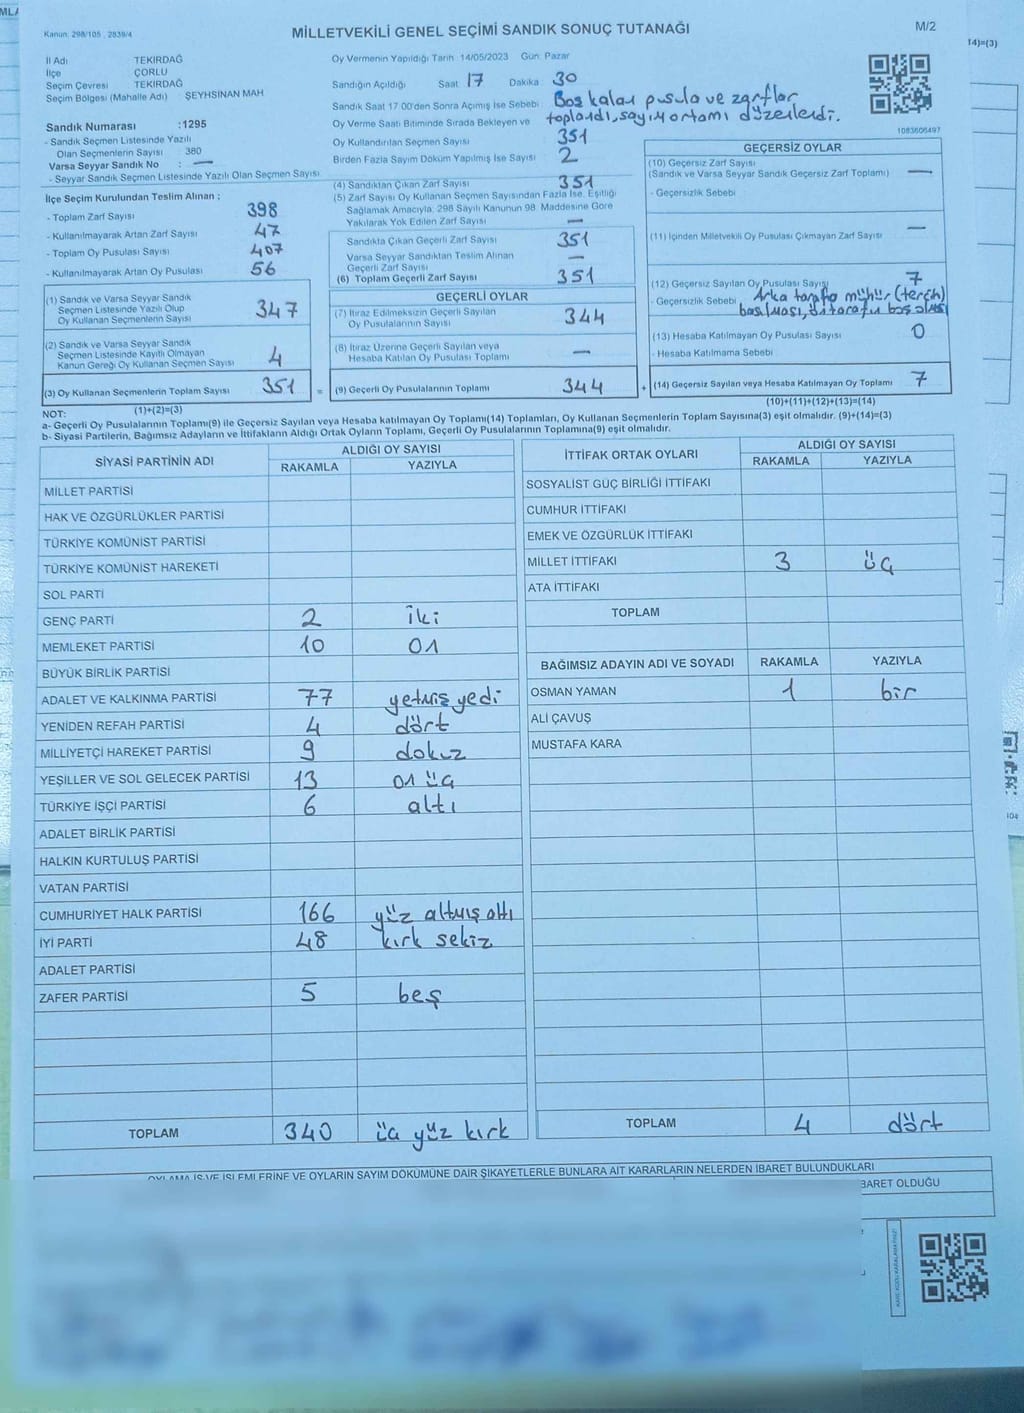 Kanun: 298/105 , 2839/4
MİLLETVEKİLİ GENEL SEÇİMİ SANDIK SONUÇ TUTANAĞI
M/2
İl Adı TEKİRDAĞ
İlçe ÇORLU
Seçim Çevresi TEKİRDAĞ
Seçim Bölgesi (Mahalle Adı) ŞEYHSİNAN MAH
Sandık Numarası :1295
- Sandık Seçmen Listesinde Yazılı
Olan Seçmenlerin Sayısı 380
Varsa Seyyar Sandık No : —
- Seyyar Sandık Seçmen Listesinde Yazılı Olan Seçmen Sayısı
İlçe Seçim Kurulundan Teslim Alınan ;
- Toplam Zarf Sayısı 398
- Kullanılmayarak Artan Zarf Sayısı 47
- Toplam Oy Pusulası Sayısı 407
- Kullanılmayarak Artan Oy Pusulası 56
Oy Vermenin Yapıldığı Tarih 14/05/2023 Gün: Pazar
Sandığın Açıldığı Saat 17 Dakika 30
Sandık Saat 17.00'den Sonra Açımış İse Sebebi Boş kalan pusula ve zarflar
toplandı, sayım ortamı düzenlendi.
Oy Verme Saati Bitiminde Sırada Bekleyen ve
Oy Kullandırılan Seçmen Sayısı 351
Birden Fazla Sayım Döküm Yapılmış İse Sayısı 2
(4) Sandıktan Çıkan Zarf Sayısı 351
(5) Zarf Sayısı Oy Kullanan Seçmen Sayısından Fazla İse, Eşitliği
Sağlamak Amacıyla; 298 Sayılı Kanunun 98. Maddesine Göre
Yakılarak Yok Edilen Zarf Sayısı —
Sandıkta Çıkan Geçerli Zarf Sayısı 351
Varsa Seyyar Sandıktan Teslim Alınan
Geçerli Zarf Sayısı —
(6) Toplam Geçerli Zarf Sayısı 351
1083606497
GEÇERSİZ OYLAR
(10) Geçersiz Zarf Sayısı
(Sandık ve Varsa Seyyar Sandık Geçersiz Zarf Toplamı) —
- Geçersizlik Sebebi
(11) İçinden Milletvekili Oy Pusulası Çıkmayan Zarf Sayısı —
(12) Geçersiz Sayılan Oy Pusulası Sayısı 7
- Geçersizlik Sebebi Arka tarafa mühür (tercih)
basılması, ön tarafın boş olması
(13) Hesaba Katılmayan Oy Pusulası Sayısı 0
- Hesaba Katılmama Sebebi
(14) Geçersiz Sayılan veya Hesaba Katılmayan Oy Toplamı 7
(10)+(11)+(12)+(13)=(14)
(1) Sandık ve Varsa Seyyar Sandık
Seçmen Listesinde Yazılı Olup
Oy Kullanan Seçmenlerin Sayısı 347
(2) Sandık ve Varsa Seyyar Sandık
Seçmen Listesinde Kayıtlı Olmayan
Kanun Gereği Oy Kullanan Seçmen Sayısı 4
(3) Oy Kullanan Seçmenlerin Toplam Sayısı 351 =
(1)+(2)=(3)
GEÇERLİ OYLAR
(7) İtiraz Edilmeksizin Geçerli Sayılan
Oy Pusulalarının Sayısı 344
(8) İtiraz Üzerine Geçerli Sayılan veya
Hesaba Katılan Oy Pusulası Toplamı —
(9) Geçerli Oy Pusulalarının Toplamı 344 +
NOT:
a- Geçerli Oy Pusulalarının Toplamı(9) ile Geçersiz Sayılan veya Hesaba katılmayan Oy Toplamı(14) Toplamları, Oy Kullanan Seçmenlerin Toplam Sayısına(3) eşit olmalıdır. (9)+(14)=(3)
b- Siyasi Partilerin, Bağımsız Adayların ve İttifakların Aldığı Ortak Oyların Toplamı, Geçerli Oy Pusulalarının Toplamına(9) eşit olmalıdır.
SİYASİ PARTİNİN ADI
ALDIĞI OY SAYISI
RAKAMLA YAZIYLA
MİLLET PARTİSİ
HAK VE ÖZGÜRLÜKLER PARTİSİ
TÜRKİYE KOMÜNİST PARTİSİ
TÜRKİYE KOMÜNİST HAREKETİ
SOL PARTİ
GENÇ PARTİ 2 iki
MEMLEKET PARTİSİ 10 on
BÜYÜK BİRLİK PARTİSİ
ADALET VE KALKINMA PARTİSİ 77 yetmiş yedi
YENİDEN REFAH PARTİSİ 4 dört
MİLLİYETÇİ HAREKET PARTİSİ 9 dokuz
YEŞİLLER VE SOL GELECEK PARTİSİ 13 on üç
TÜRKİYE İŞÇİ PARTİSİ 6 altı
ADALET BİRLİK PARTİSİ
HALKIN KURTULUŞ PARTİSİ
VATAN PARTİSİ
CUMHURİYET HALK PARTİSİ 166 yüz altmış altı
İYİ PARTİ 48 kırk sekiz
ADALET PARTİSİ
ZAFER PARTİSİ 5 beş
TOPLAM 340 üç yüz kırk
İTTİFAK ORTAK OYLARI
ALDIĞI OY SAYISI
RAKAMLA YAZIYLA
SOSYALİST GÜÇ BİRLİĞİ İTTİFAKI
CUMHUR İTTİFAKI
EMEK VE ÖZGÜRLÜK İTTİFAKI
MİLLET İTTİFAKI 3 üç
ATA İTTİFAKI
TOPLAM
BAĞIMSIZ ADAYIN ADI VE SOYADI RAKAMLA YAZIYLA
OSMAN YAMAN 1 bir
ALİ ÇAVUŞ
MUSTAFA KARA
TOPLAM 4 dört
OYLAMA İŞ VE İŞLEMLERİNE VE OYLARIN SAYIM DÖKÜMÜNE DAİR ŞİKAYETLERLE BUNLARA AİT KARARLARIN NELERDEN İBARET BULUNDUKLARI
BARET OLDUĞU
14)=(3)